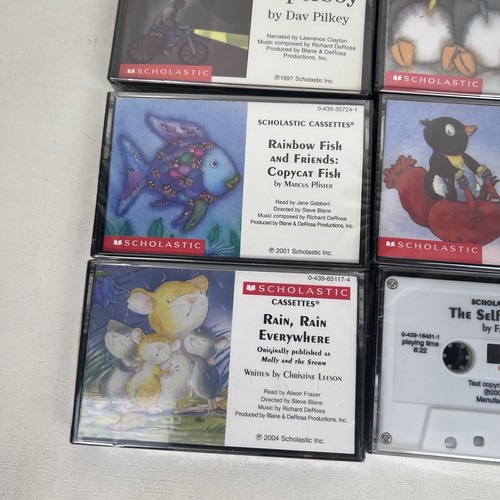 by Dav Pilkey
Narrated by Lawrence Clayton
Music composed by Richard DeRosa
Produced by Blane & DeRosa
Productions, Inc.
℗1997 Scholastic Inc.
SCHOLASTIC
SCHOLASTIC
0-439-35724-1
SCHOLASTIC CASSETTES®
Rainbow Fish
and Friends:
Copycat Fish
by Marcus Pfister
Read by Jane Gabbert
Directed by Steve Blane
Music composed by Richard DeRosa
Produced by Blane & DeRosa Productions, Inc.
℗ 2001 Scholastic Inc.
SCHOLASTIC
SCHOLASTIC
0-439-65117-4
SCHOLASTIC
CASSETTES®
Rain, Rain
Everywhere
Originally published as
Molly and the Storm
Written by Christine Leeson
Read by Alison Fraser
Directed by Steve Blane
Music by Richard DeRosa
Produced by Blane & DeRosa Productions, Inc.
℗ 2004 Scholastic Inc.
The
by
0-439-16431-1
playing time
6:22
Text